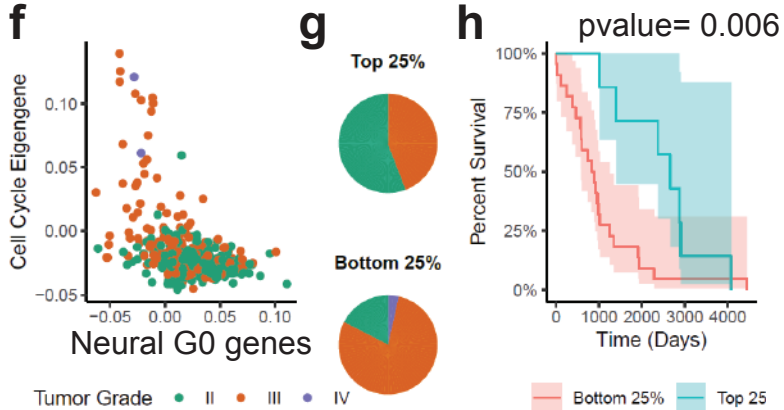 f
Cell Cycle Eigengene
0.10
0.05
0.00
−0.05
−0.05 0.00 0.05 0.10
Neural G0 genes
Tumor Grade II III IV
g
Top 25%
Bottom 25%
h
pvalue= 0.006
Percent Survival
100%
75%
50%
25%
0%
0 1000 2000 3000 4000
Time (Days)
Bottom 25% Top 25